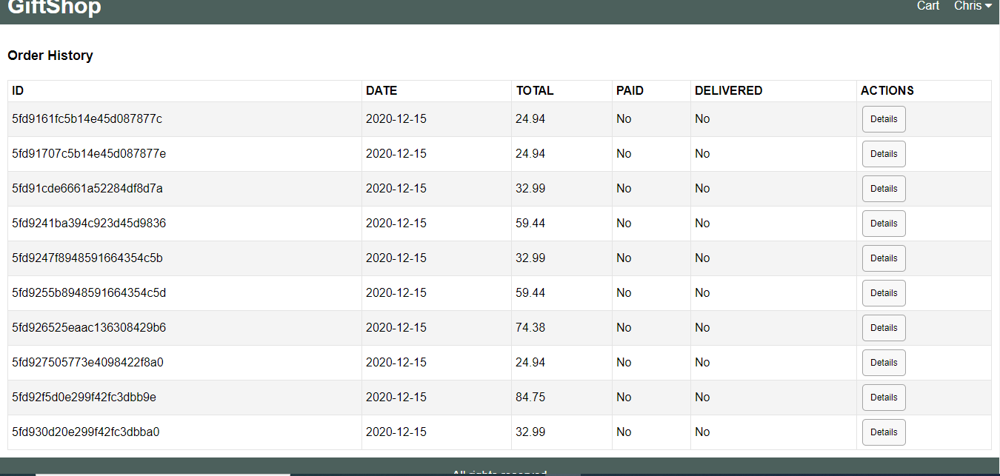 GiftShop Cart Chris
Order History
ID DATE TOTAL PAID DELIVERED ACTIONS
5fd9161fc5b14e45d087877c 2020-12-15 24.94 No No Details
5fd91707c5b14e45d087877e 2020-12-15 24.94 No No Details
5fd91cde6661a52284df8d7a 2020-12-15 32.99 No No Details
5fd9241ba394c923d45d9836 2020-12-15 59.44 No No Details
5fd9247f8948591664354c5b 2020-12-15 32.99 No No Details
5fd9255b8948591664354c5d 2020-12-15 59.44 No No Details
5fd926525eaac136308429b6 2020-12-15 74.38 No No Details
5fd927505773e4098422f8a0 2020-12-15 24.94 No No Details
5fd92f5d0e299f42fc3dbb9e 2020-12-15 84.75 No No Details
5fd930d20e299f42fc3dbba0 2020-12-15 32.99 No No Details
All rights reserved